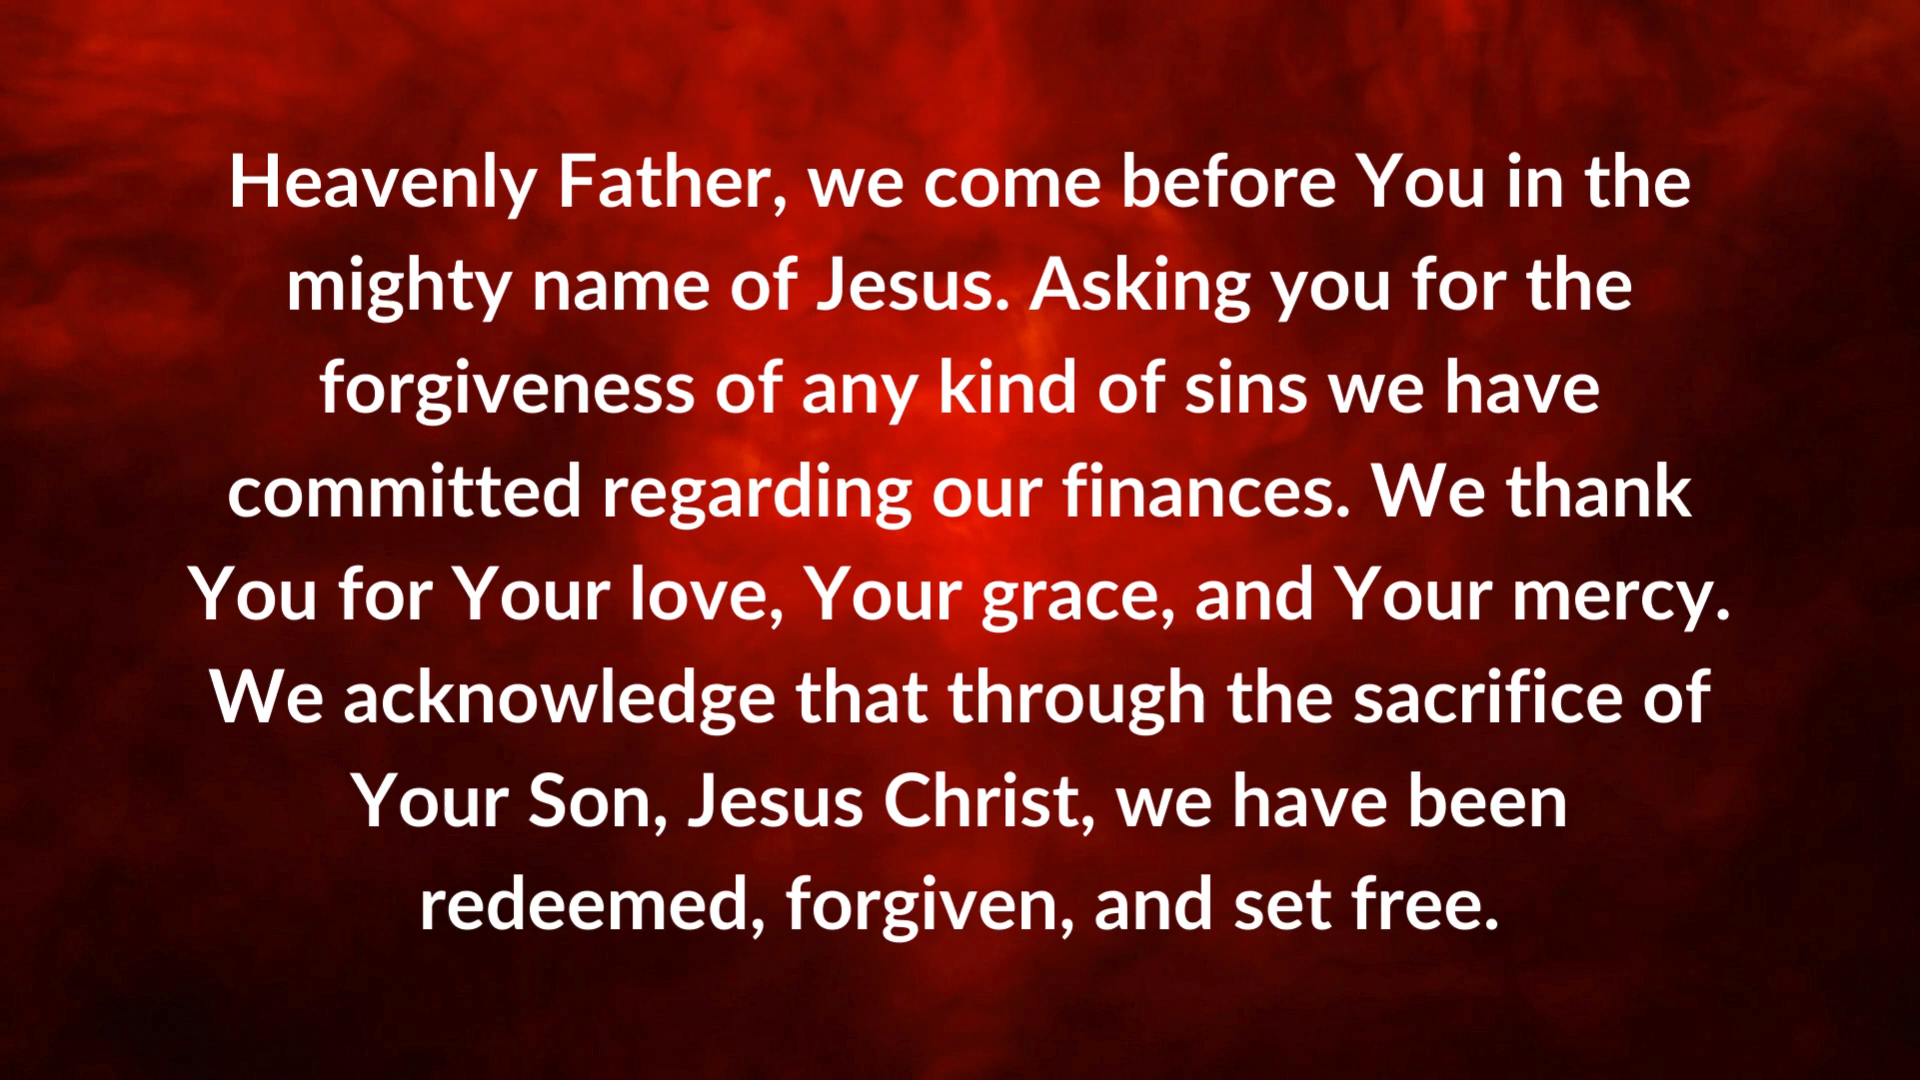 Heavenly Father, we come before You in the
mighty name of Jesus. Asking you for the
forgiveness of any kind of sins we have
committed regarding our finances. We thank
You for Your love, Your grace, and Your mercy.
We acknowledge that through the sacrifice of
Your Son, Jesus Christ, we have been
redeemed, forgiven, and set free.